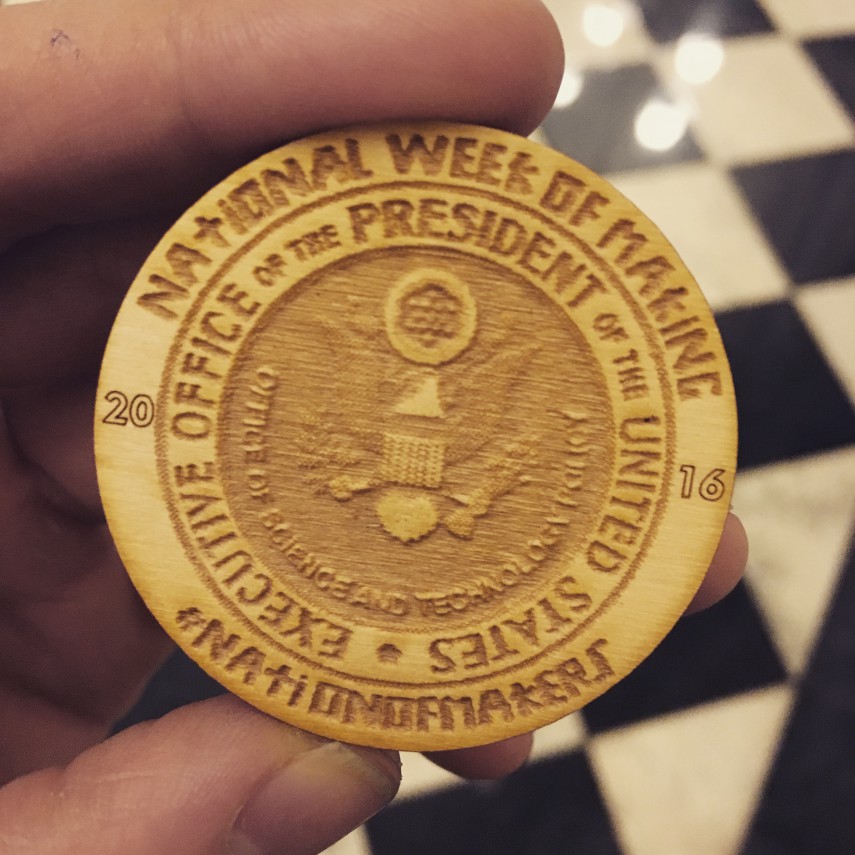 NATIONAL WEEK OF MAKING
EXECUTIVE OFFICE OF THE PRESIDENT OF THE UNITED STATES
OFFICE OF SCIENCE AND TECHNOLOGY POLICY
20 16
#NATIONOFMAKERS